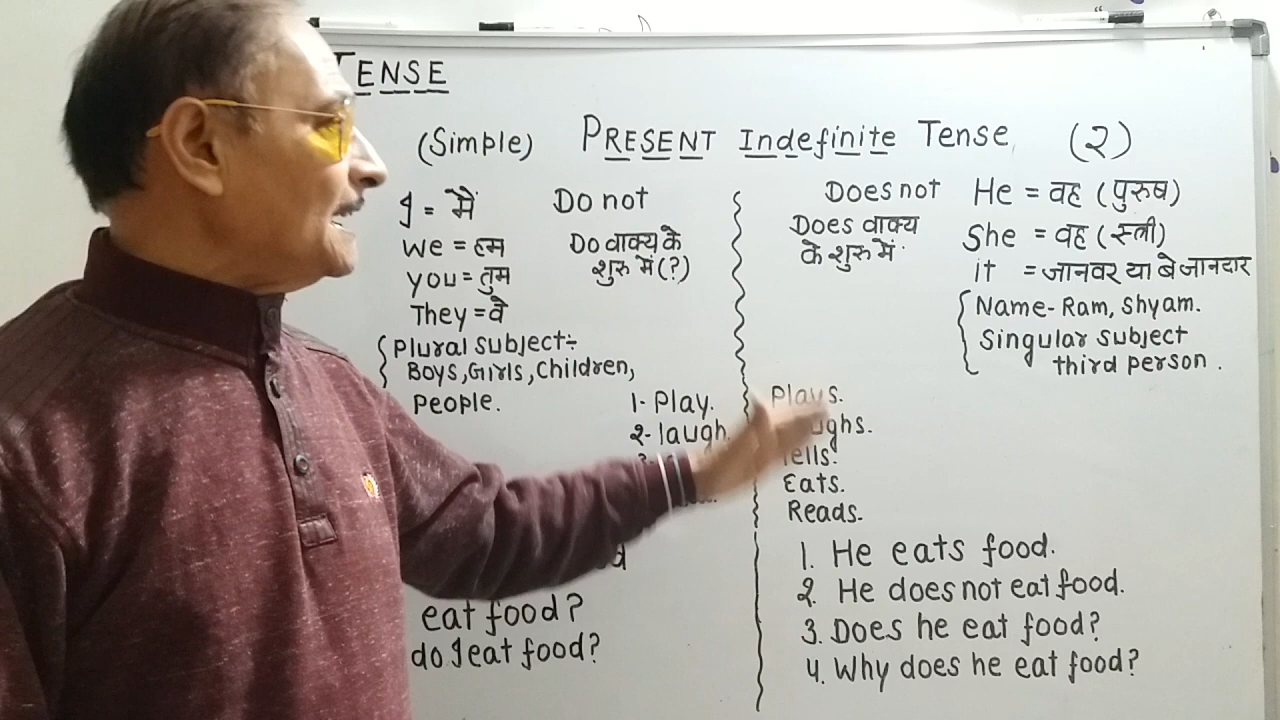 TENSE
(Simple) PRESENT Indefinite Tense (2)
I = मैं
we = हम
you = तुम
They = वे
{ Plural subject ÷
Boys, Girls, Children,
People.
Do not
Do वाक्य के
शुरु में (?)
1- Play.
2- laugh.
eat food?
do I eat food?
Does not
Does वाक्य
के शुरु में.
He = वह (पुरुष)
She = वह (स्त्री)
it = जानवर या बेजानदार
{ Name- Ram, Shyam.
Singular subject
third person.
Plays.
Eats.
Reads.
1. He eats food.
2. He does not eat food.
3. Does he eat food?
4. Why does he eat food?